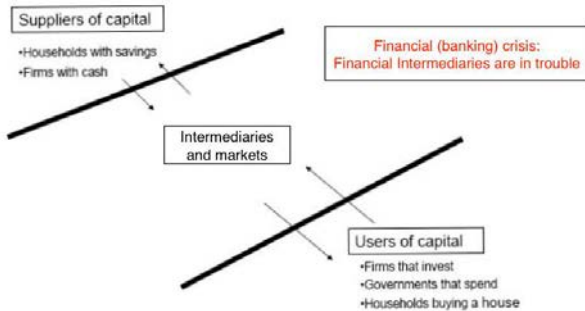 Suppliers of capital
•Households with savings
•Firms with cash
Financial (banking) crisis:
Financial Intermediaries are in trouble
Intermediaries
and markets
Users of capital
•Firms that invest
•Governments that spend
•Households buying a house